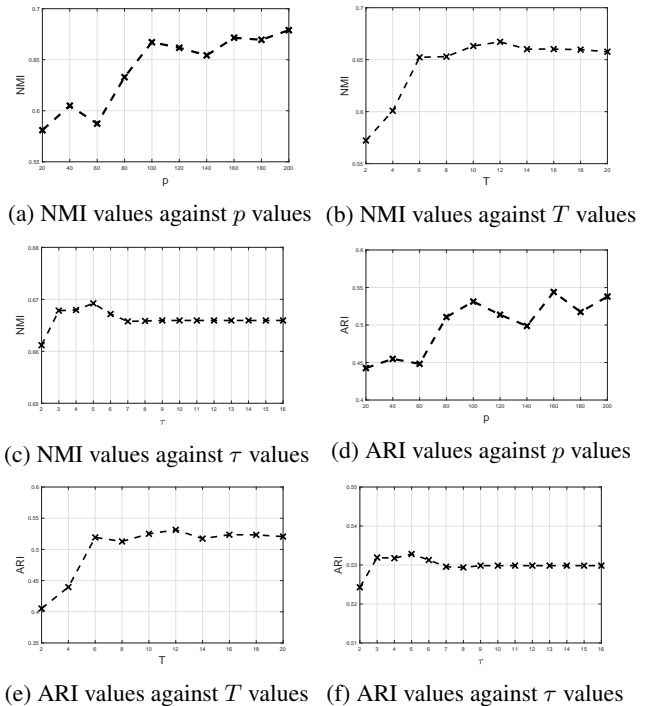 0.7
0.65
0.6
0.55
NMI
20 40 60 80 100 120 140 160 180 200
p
(a) NMI values against p values
0.7
0.65
0.6
0.55
NMI
2 4 6 8 10 12 14 16 18 20
T
(b) NMI values against T values
0.68
0.67
0.66
0.65
NMI
2 3 4 5 6 7 8 9 10 11 12 13 14 15 16
τ
(c) NMI values against τ values
0.6
0.55
0.5
0.45
0.4
ARI
20 40 60 80 100 120 140 160 180 200
p
(d) ARI values against p values
0.6
0.55
0.5
0.45
0.4
0.35
ARI
2 4 6 8 10 12 14 16 18 20
T
(e) ARI values against T values
0.55
0.54
0.53
0.52
0.51
ARI
2 3 4 5 6 7 8 9 10 11 12 13 14 15 16
τ
(f) ARI values against τ values